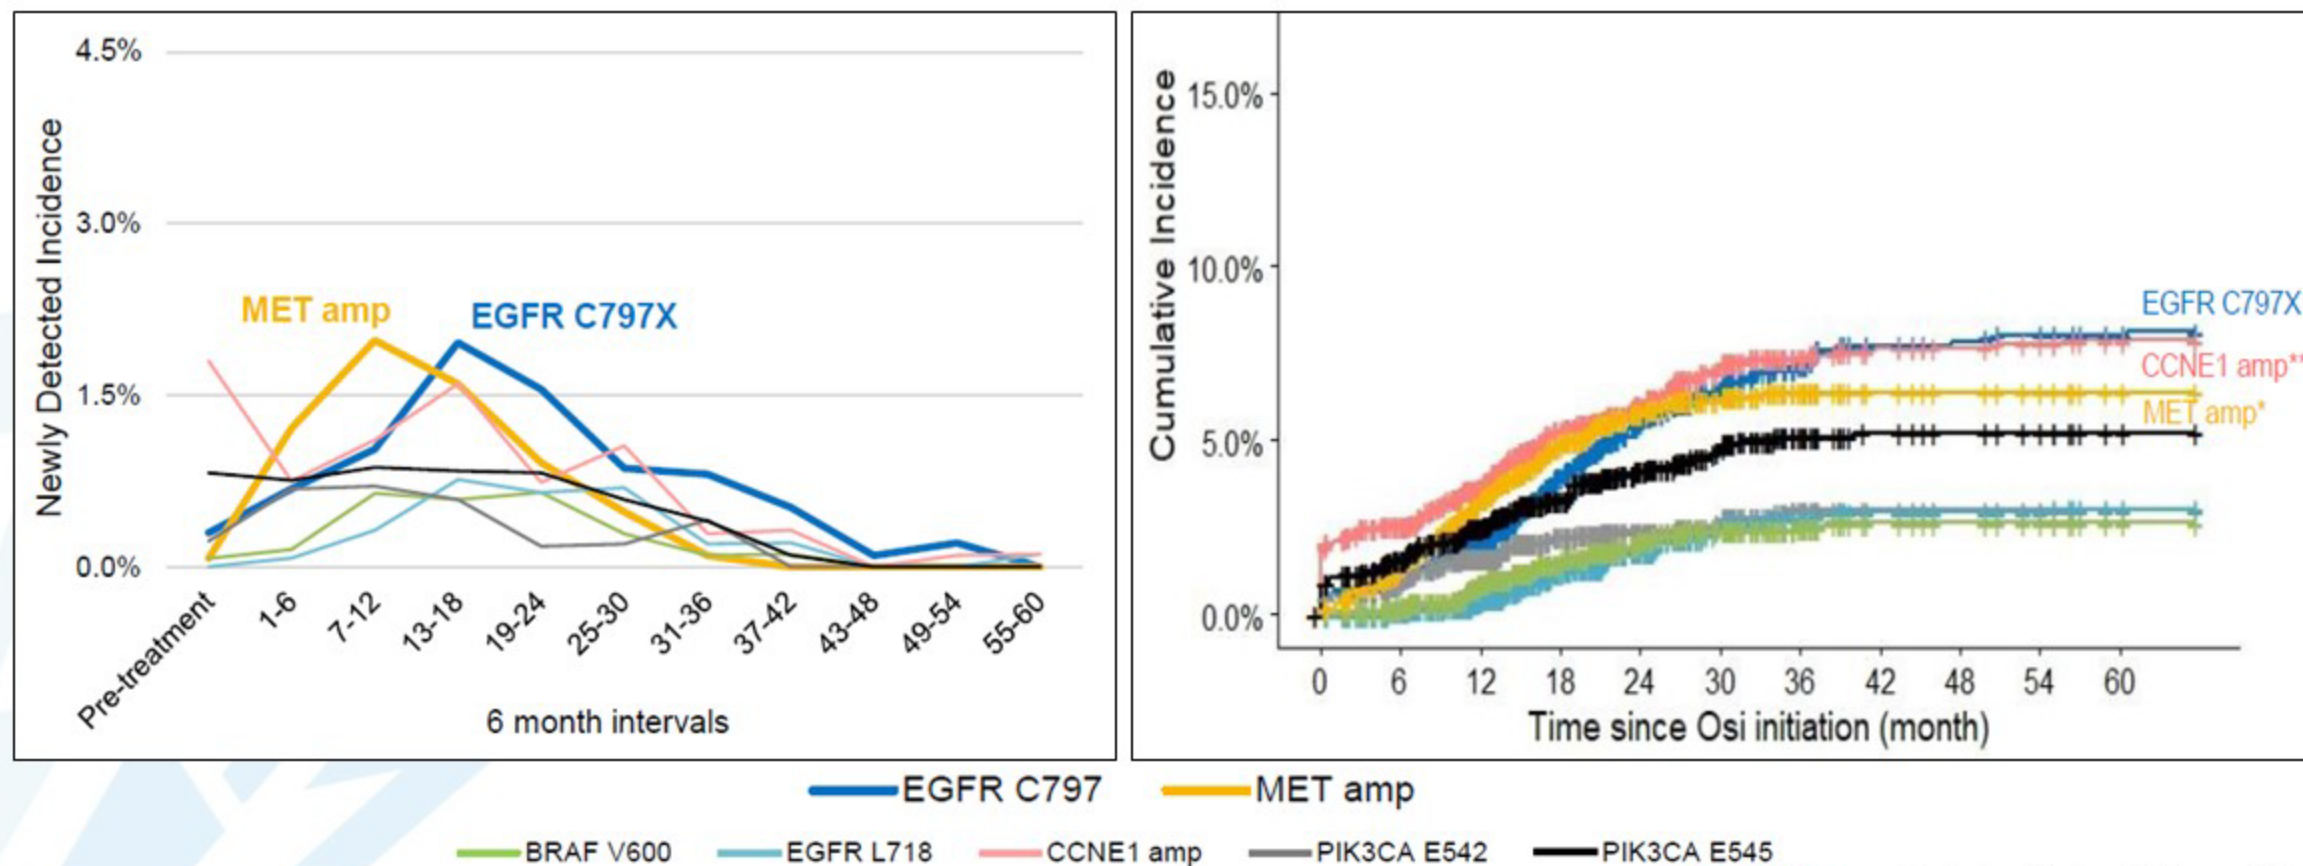 Newly Detected Incidence
4.5%
3.0%
1.5%
0.0%
MET amp
EGFR C797X
Pre-treatment
1-6
7-12
13-18
19-24
25-30
31-36
37-42
43-48
49-54
55-60
6 month intervals
Cumulative Incidence
15.0%
10.0%
5.0%
0.0%
EGFR C797X
CCNE1 amp**
MET amp*
0 6 12 18 24 30 36 42 48 54 60
Time since Osi initiation (month)
EGFR C797 MET amp
BRAF V600 EGFR L718 CCNE1 amp PIK3CA E542 PIK3CA E545